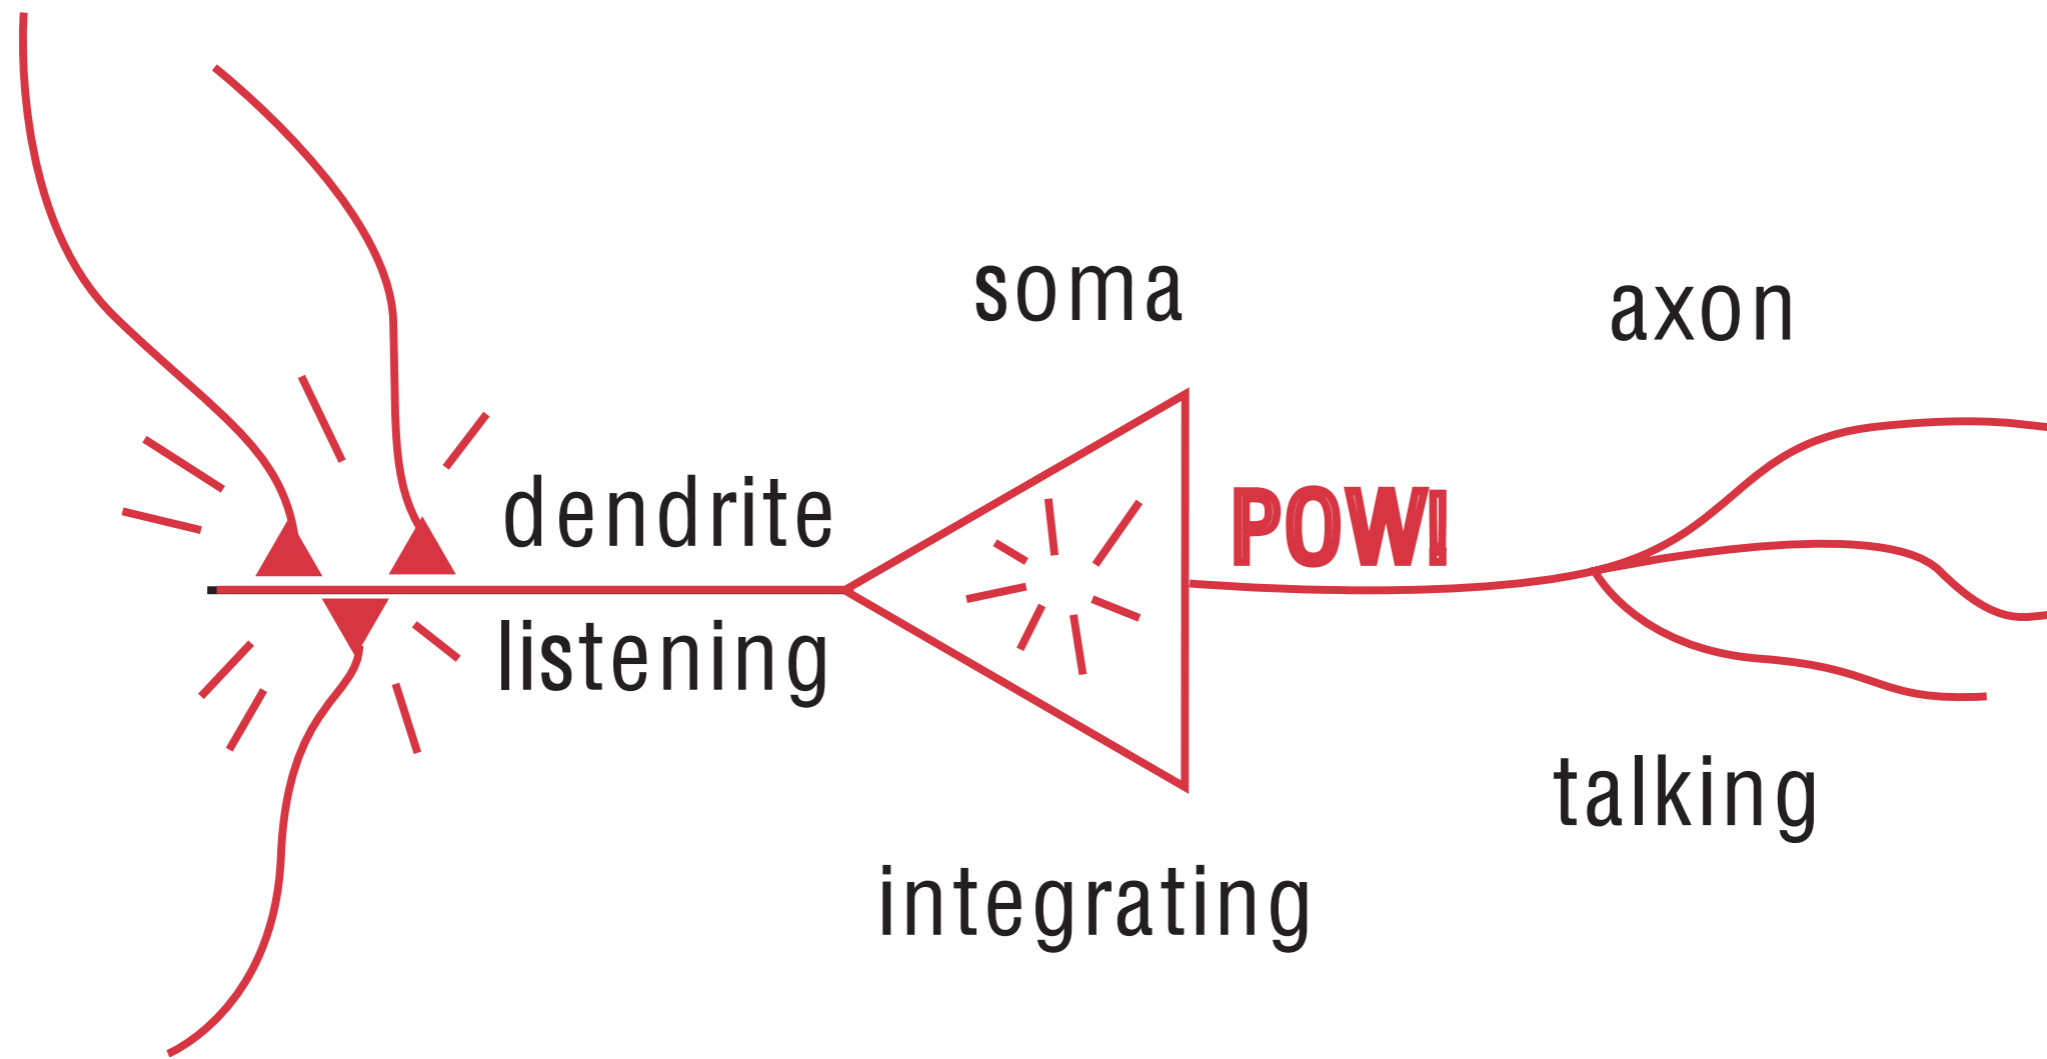 soma
axon
dendrite
POW!
listening
talking
integrating